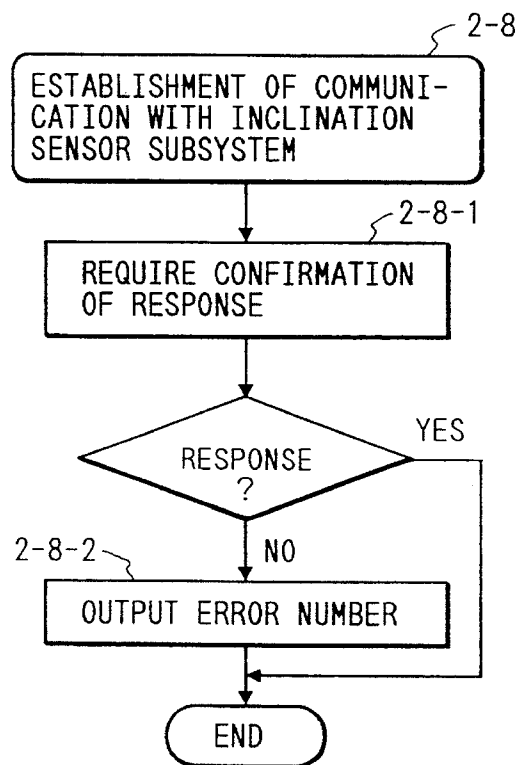 2-8
ESTABLISHMENT OF COMMUNI-
CATION WITH INCLINATION
SENSOR SUBSYSTEM
2-8-1
REQUIRE CONFIRMATION
OF RESPONSE
YES
RESPONSE
?
2-8-2
NO
OUTPUT ERROR NUMBER
END